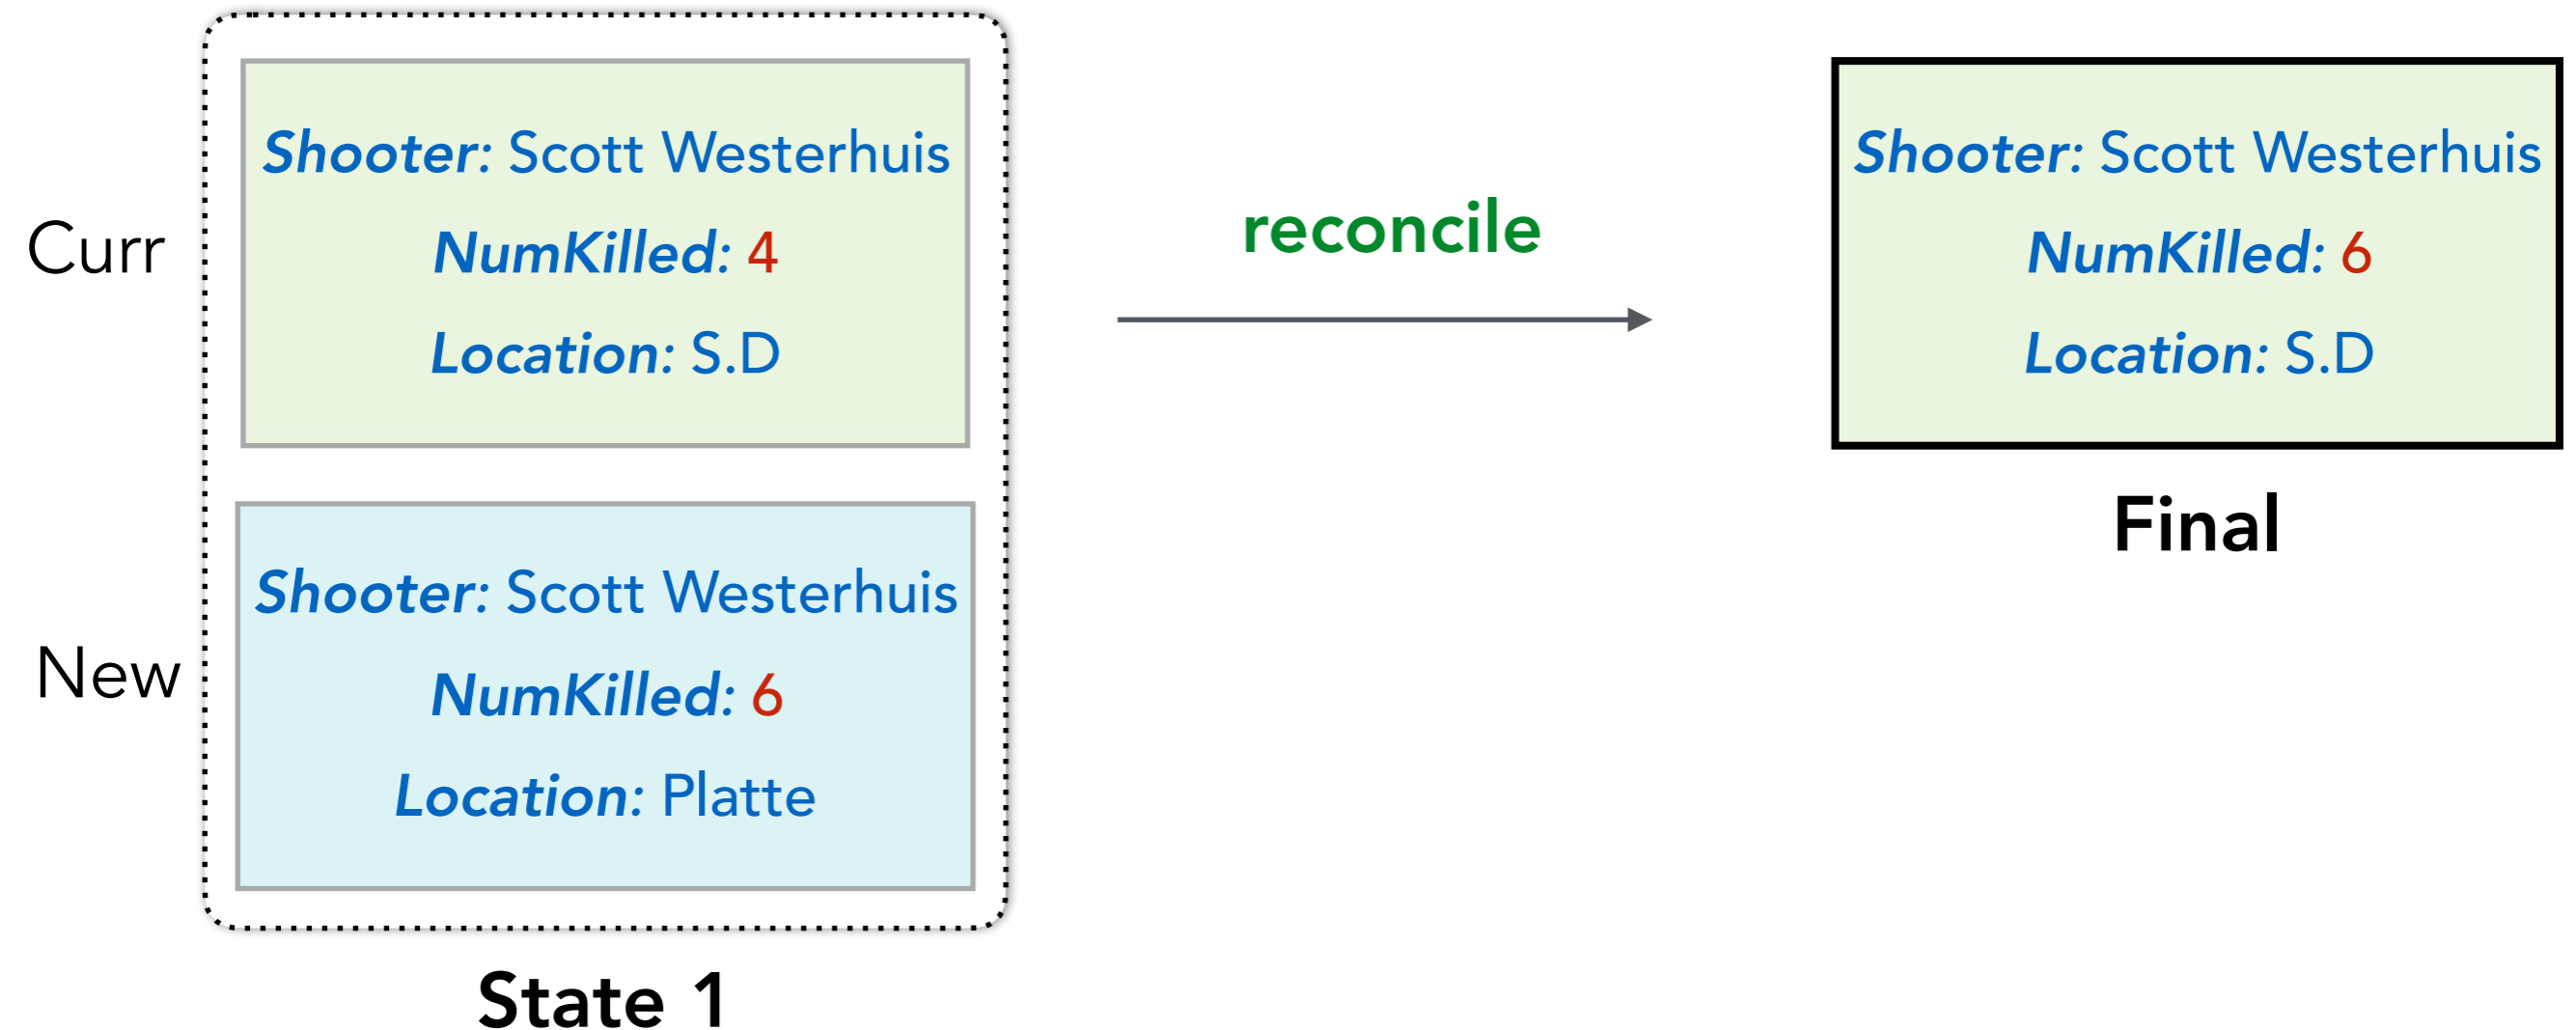 Curr
Shooter: Scott Westerhuis
NumKilled: 4
Location: S.D
New
Shooter: Scott Westerhuis
NumKilled: 6
Location: Platte
State 1
reconcile
Shooter: Scott Westerhuis
NumKilled: 6
Location: S.D
Final